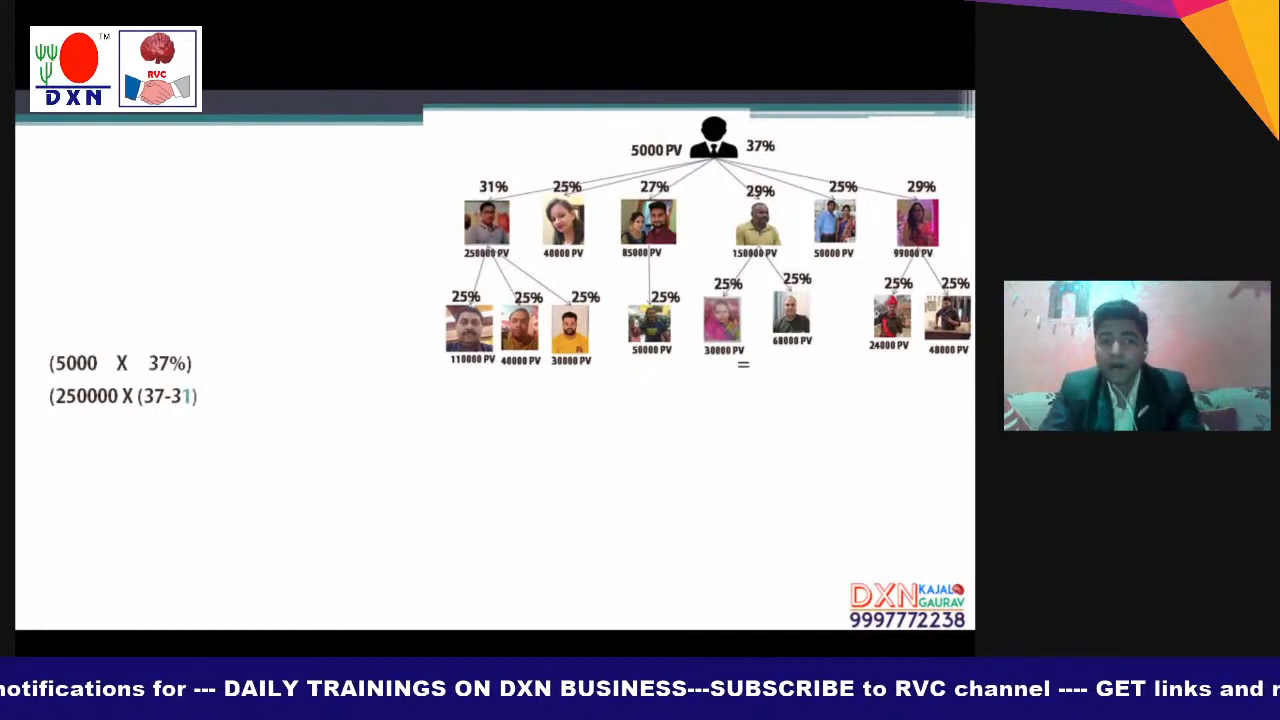 TM
DXN
RVC
5000 PV
37%
31%
25%
27%
29%
25%
29%
250000 PV
40000 PV
85000 PV
150000 PV
50000 PV
99000 PV
25%
25%
25%
25%
25%
25%
25%
25%
110000 PV
40000 PV
30000 PV
50000 PV
30000 PV
68000 PV
24000 PV
48000 PV
=
(5000 X 37%)
(250000 X (37-31)
DXN KAJAL
GAURAV
9997772238
notifications for --- DAILY TRAININGS ON DXN BUSINESS---SUBSCRIBE to RVC channel ---- GET links and